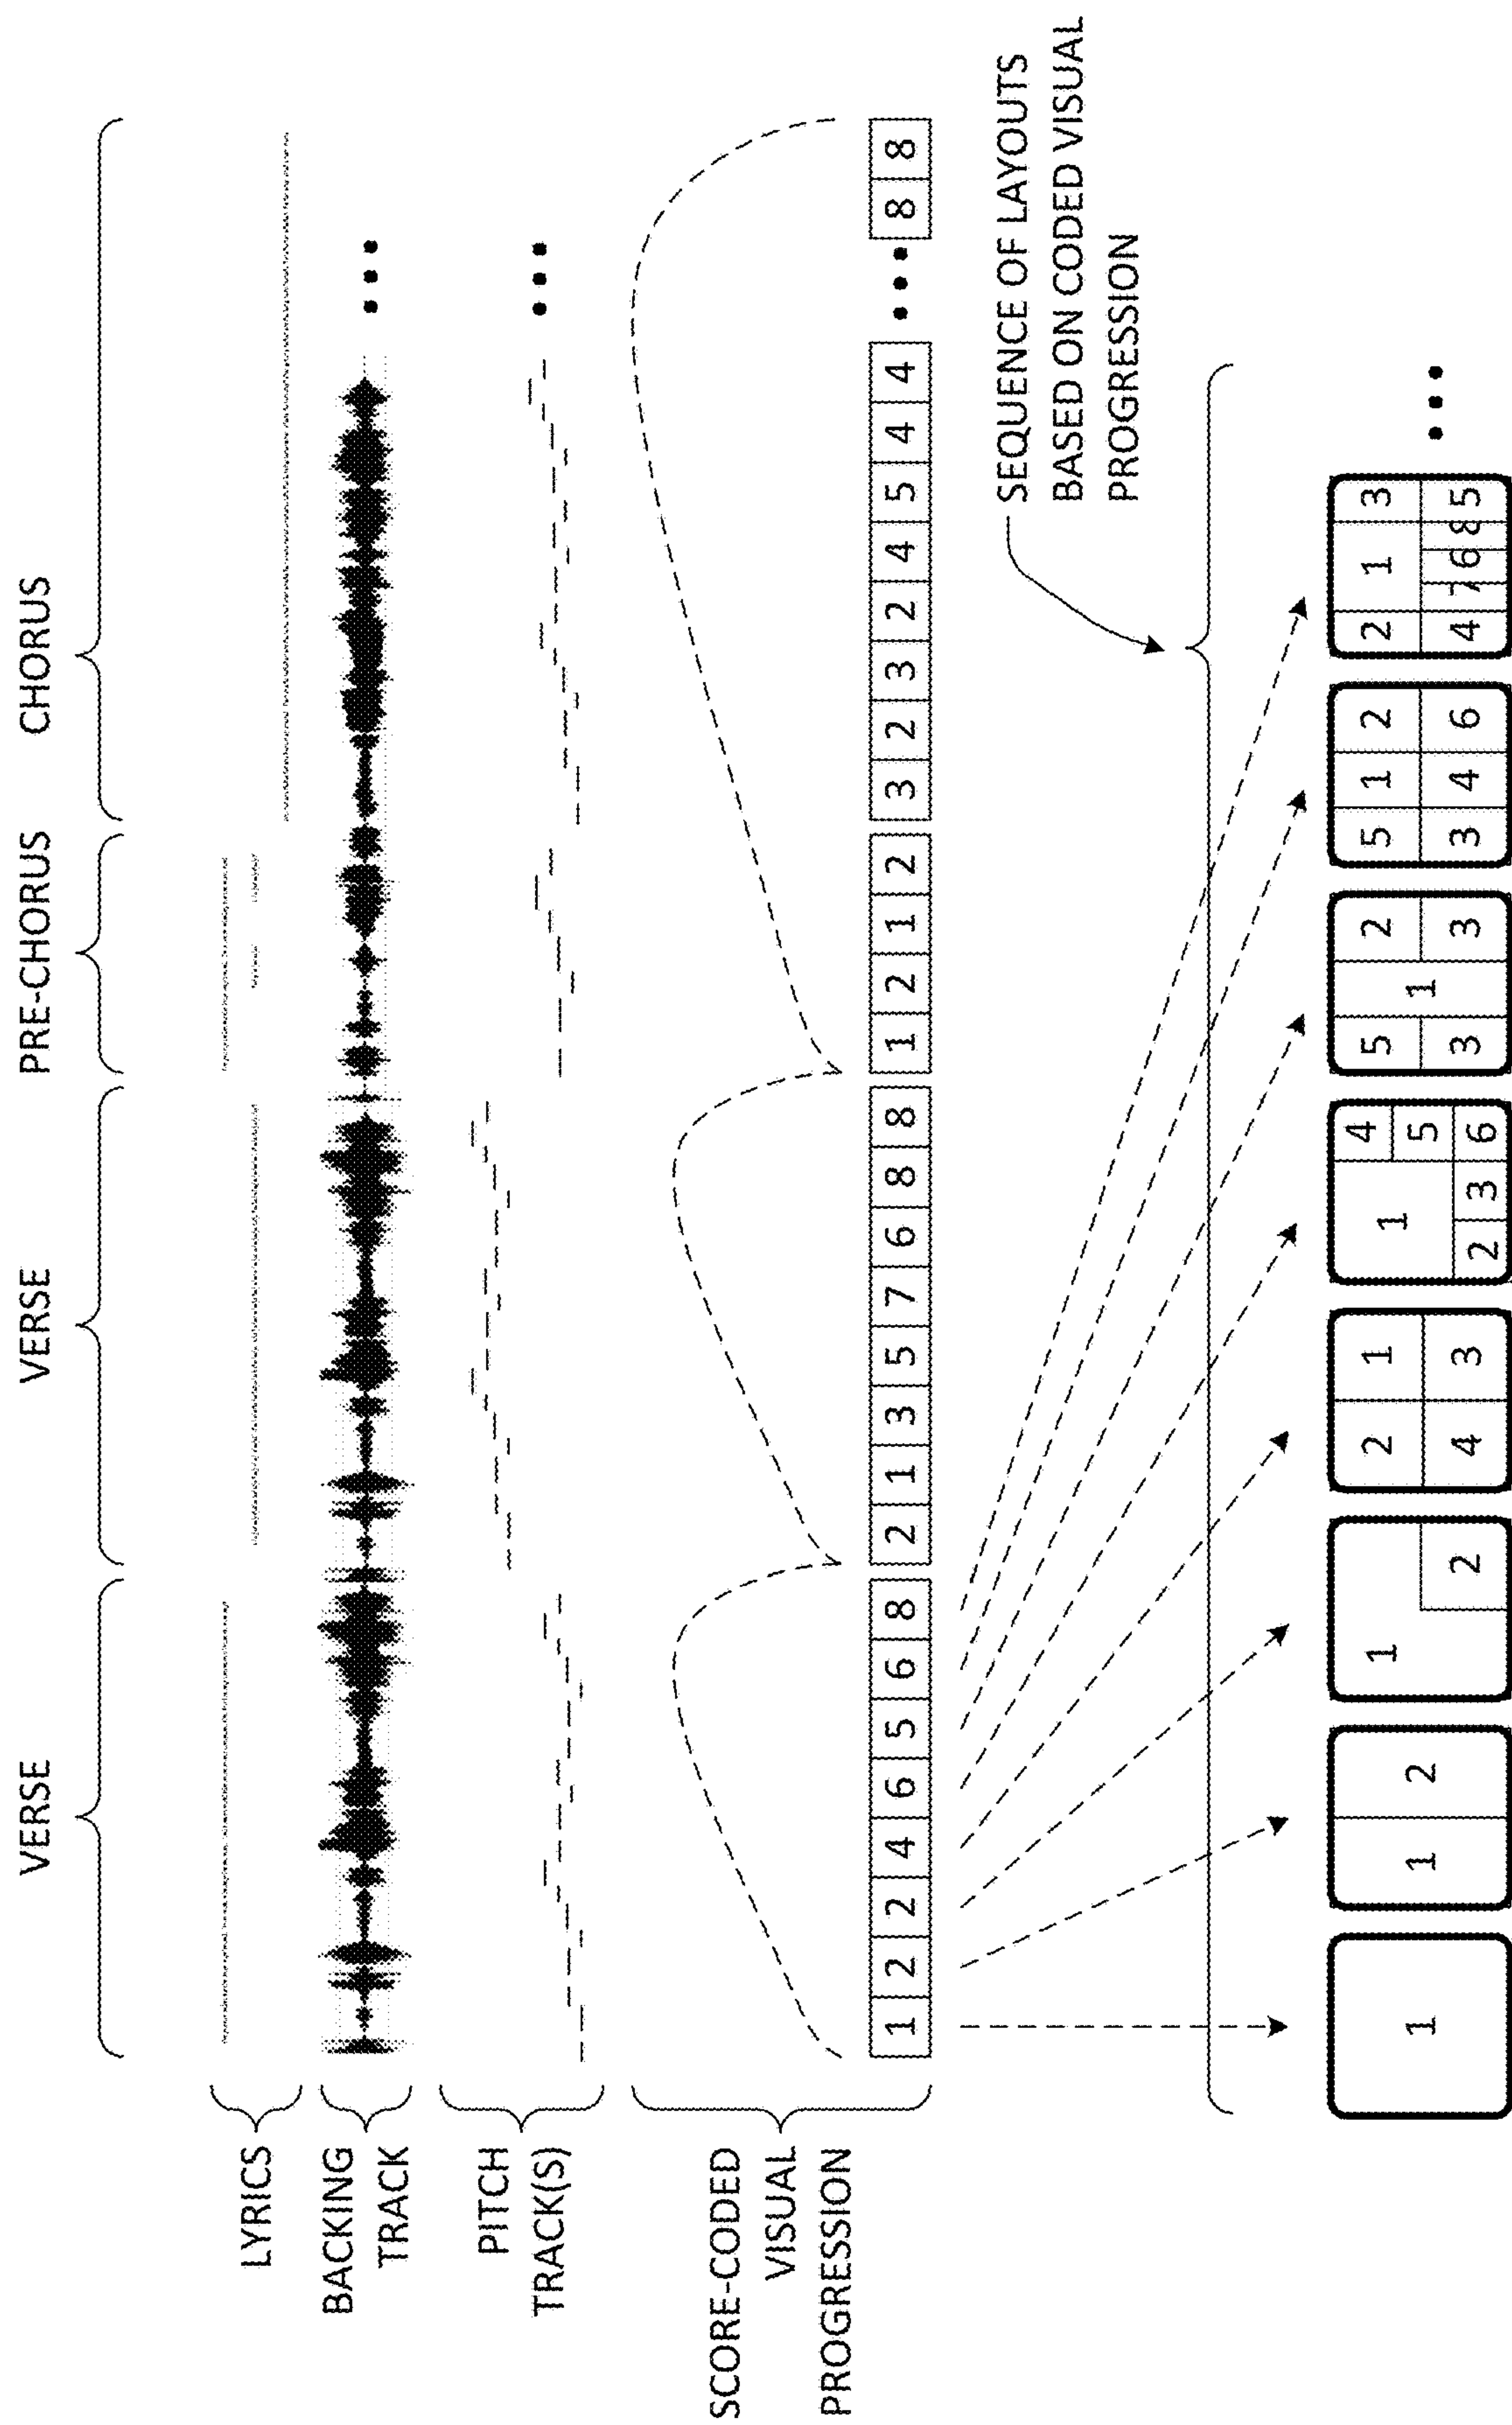 VERSE VERSE PRE-CHORUS CHORUS
LYRICS
BACKING
TRACK
•••
PITCH
TRACK(S)
•••
SCORE-CODED
VISUAL
PROGRESSION
1 2 2 4 6 5 6 8 2 1 3 5 7 6 8 8 1 2 1 2 3 2 3 2 4 5 4 4 ••• 8 8
SEQUENCE OF LAYOUTS
BASED ON CODED VISUAL
PROGRESSION
1
1 2
1
2
2 1
4 3
1 4
5
2 3 6
5 2
1
3 3
5 1 2
3 4 6
2 1 3
4 7 6 8 5
•••